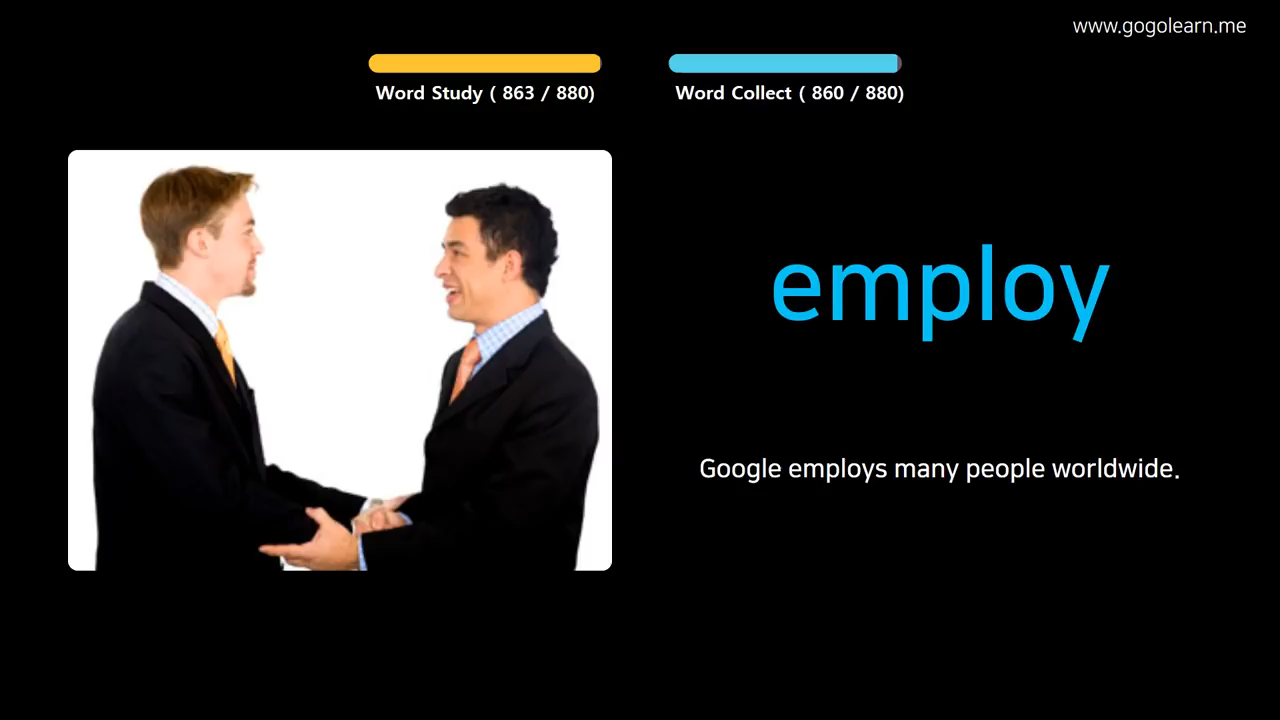 www.gogolearn.me
Word Study ( 863 / 880)
Word Collect ( 860 / 880)
employ
Google employs many people worldwide.